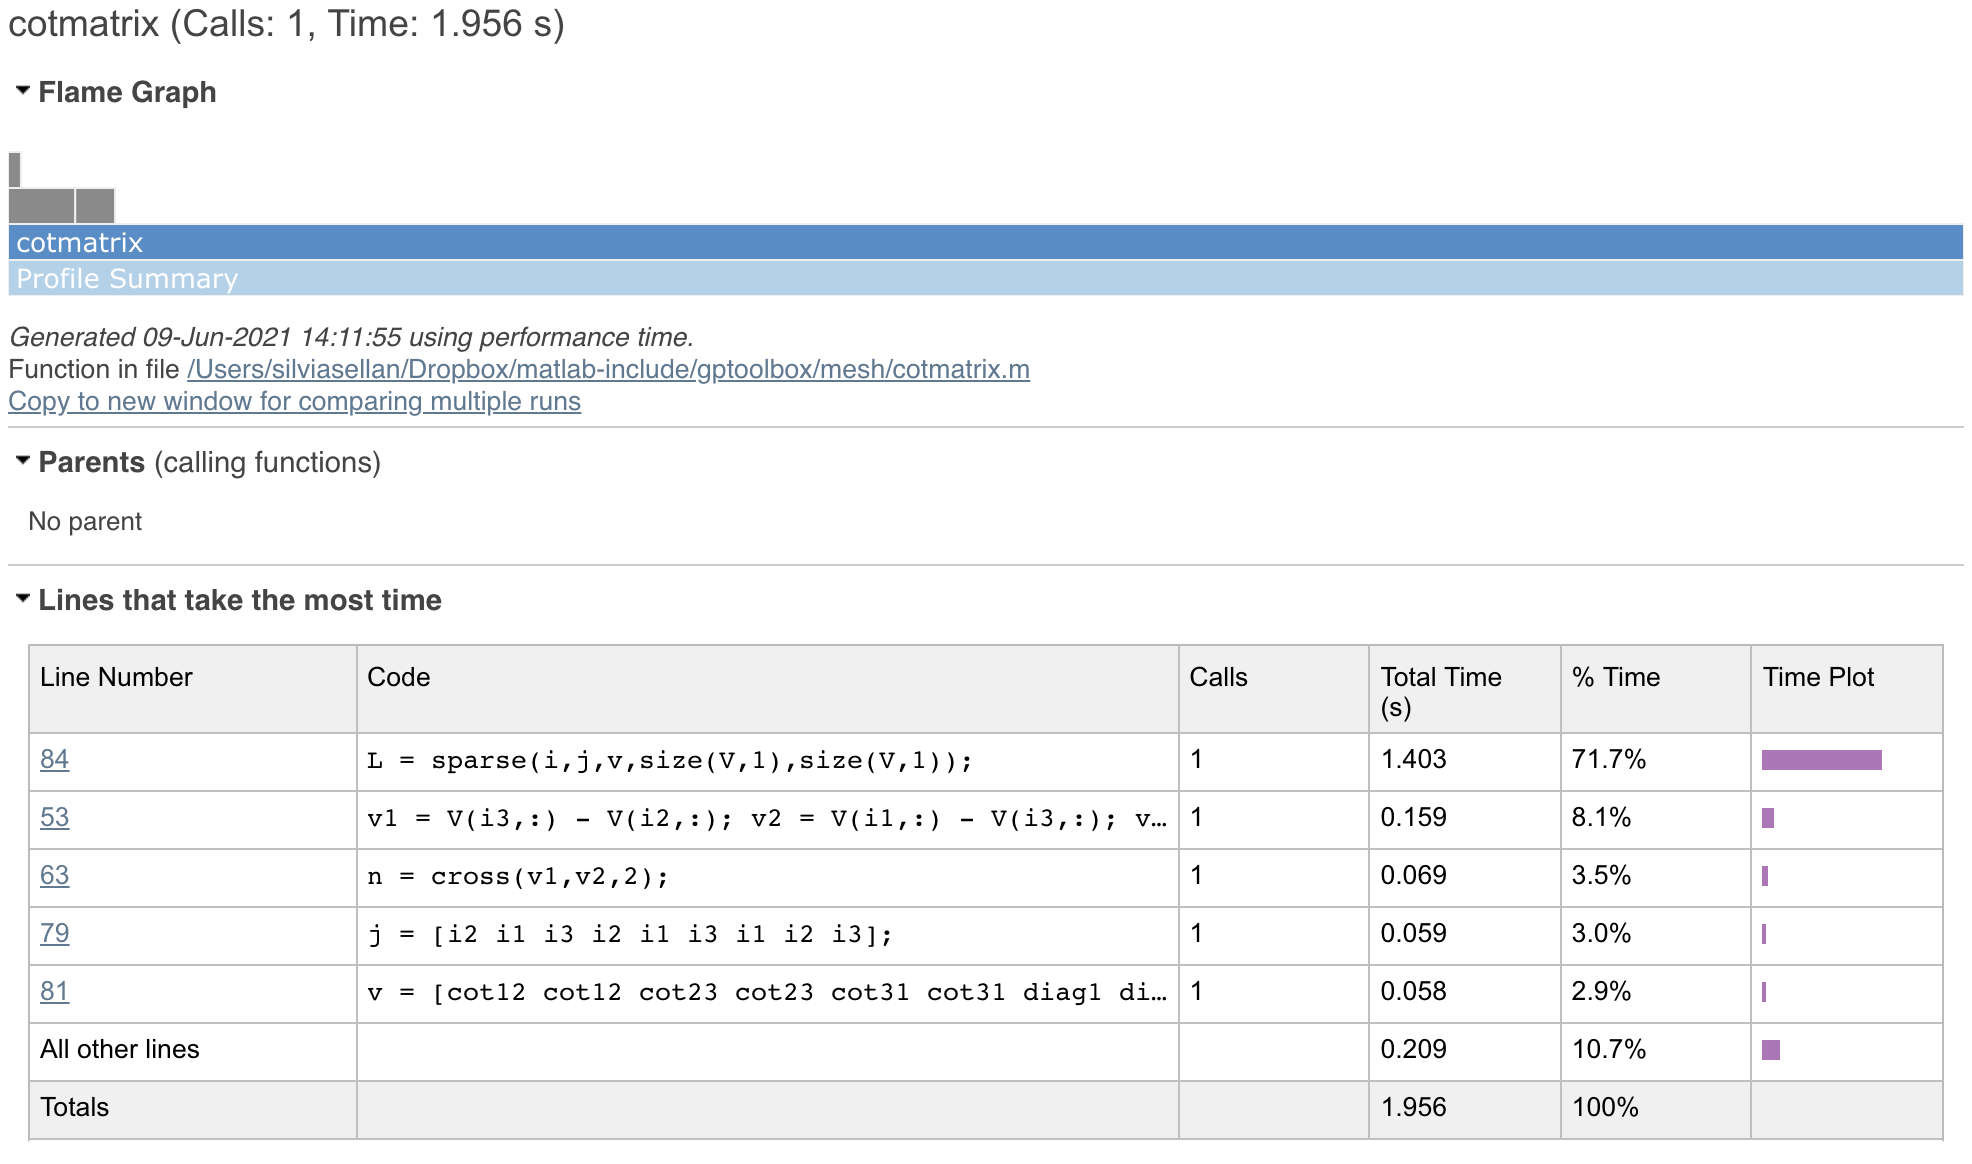 cotmatrix (Calls: 1, Time: 1.956 s)
Flame Graph
cotmatrix
Profile Summary
Generated 09-Jun-2021 14:11:55 using performance time.
Function in file /Users/silviasellan/Dropbox/matlab-include/gptoolbox/mesh/cotmatrix.m
Copy to new window for comparing multiple runs
Parents (calling functions)
No parent
Lines that take the most time
Line Number Code Calls Total Time (s) % Time Time Plot
84 L = sparse(i,j,v,size(V,1),size(V,1)); 1 1.403 71.7%
53 v1 = V(i3,:) - V(i2,:); v2 = V(i1,:) - V(i3,:); v… 1 0.159 8.1%
63 n = cross(v1,v2,2); 1 0.069 3.5%
79 j = [i2 i1 i3 i2 i1 i3 i1 i2 i3]; 1 0.059 3.0%
81 v = [cot12 cot12 cot23 cot23 cot31 cot31 diag1 di… 1 0.058 2.9%
All other lines 0.209 10.7%
Totals 1.956 100%